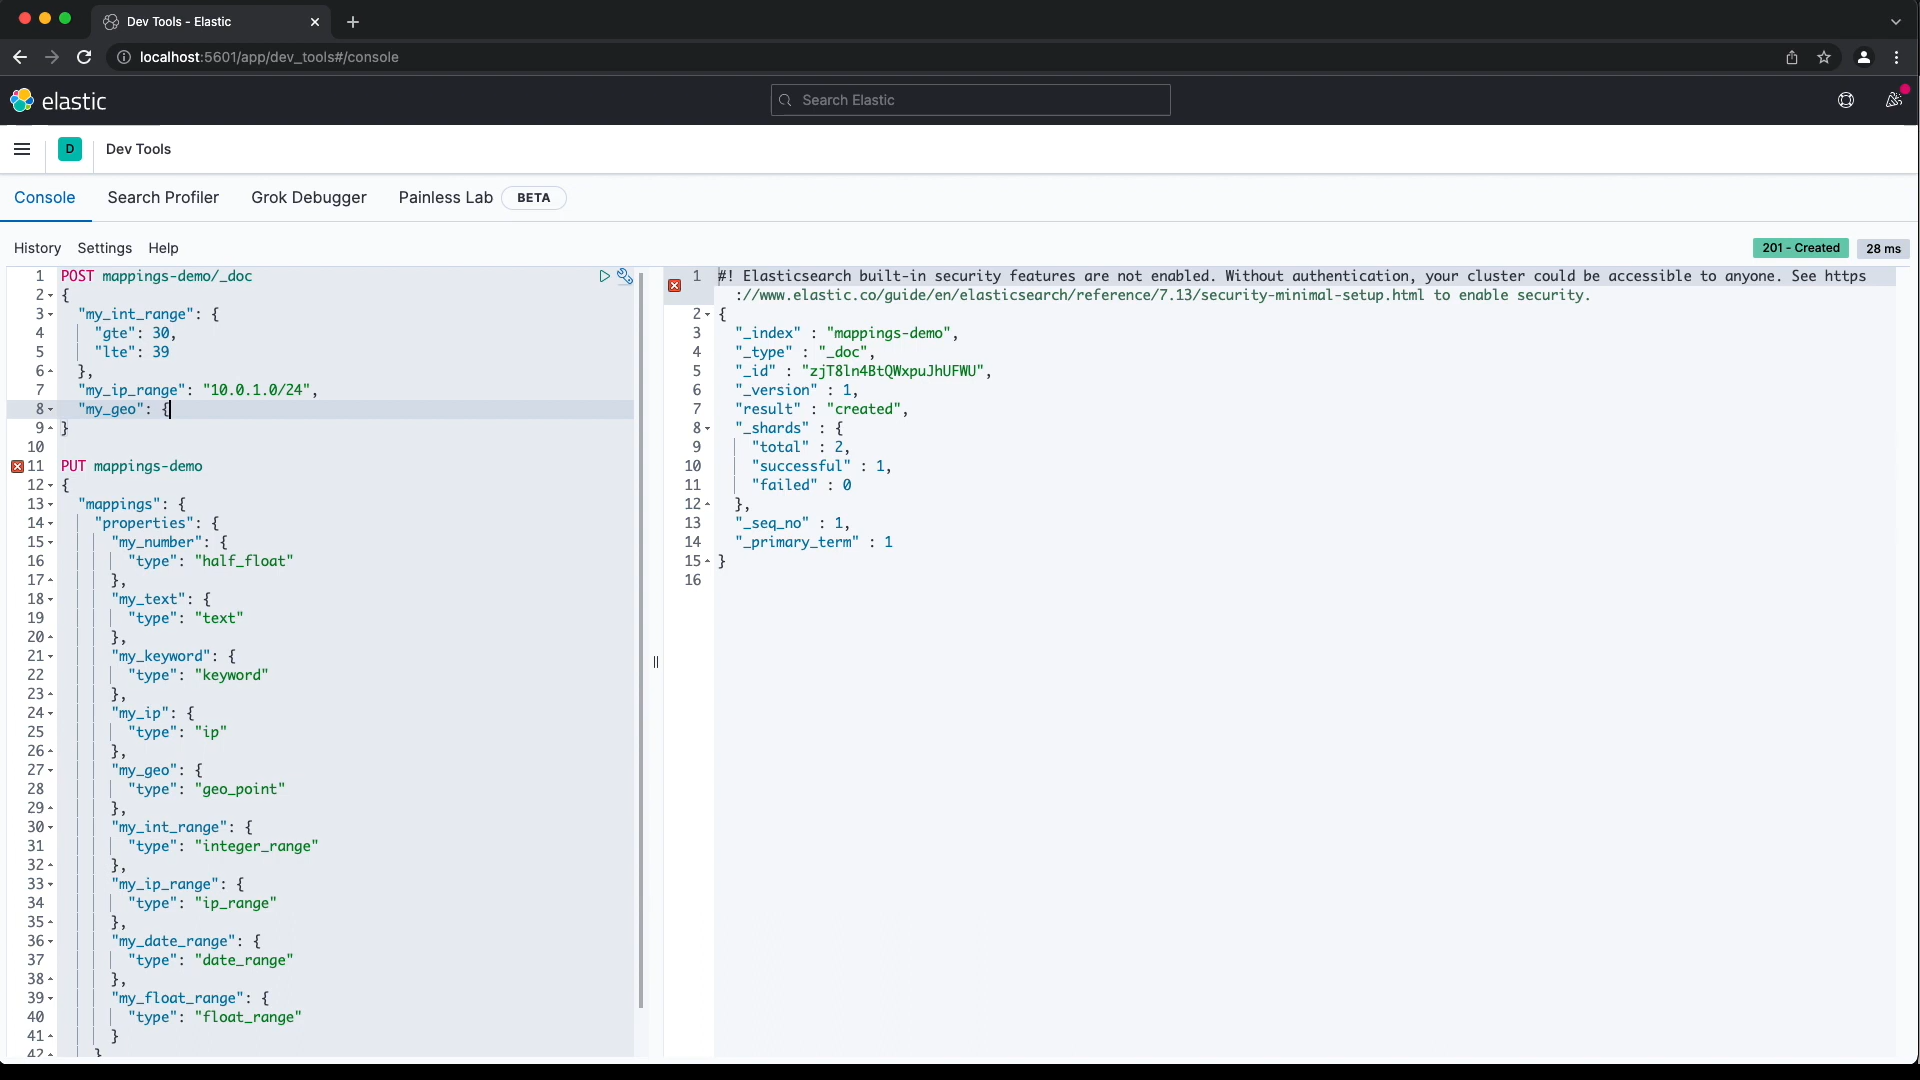 Dev Tools - Elastic
localhost:5601/app/dev_tools#/console
elastic
Search Elastic
D
Dev Tools
Console
Search Profiler
Grok Debugger
Painless Lab
BETA
History
Settings
Help
201 - Created
28 ms
1 POST mappings-demo/_doc
2 {
3 "my_int_range": {
4 "gte": 30,
5 "lte": 39
6 },
7 "my_ip_range": "10.0.1.0/24",
8 "my_geo": {
9 }
10
11 PUT mappings-demo
12 {
13 "mappings": {
14 "properties": {
15 "my_number": {
16 "type": "half_float"
17 },
18 "my_text": {
19 "type": "text"
20 },
21 "my_keyword": {
22 "type": "keyword"
23 },
24 "my_ip": {
25 "type": "ip"
26 },
27 "my_geo": {
28 "type": "geo_point"
29 },
30 "my_int_range": {
31 "type": "integer_range"
32 },
33 "my_ip_range": {
34 "type": "ip_range"
35 },
36 "my_date_range": {
37 "type": "date_range"
38 },
39 "my_float_range": {
40 "type": "float_range"
41 }
42 }
1 #! Elasticsearch built-in security features are not enabled. Without authentication, your cluster could be accessible to anyone. See https
://www.elastic.co/guide/en/elasticsearch/reference/7.13/security-minimal-setup.html to enable security.
2 {
3 "_index" : "mappings-demo",
4 "_type" : "_doc",
5 "_id" : "zjT8ln4BtQWxpuJhUFWU",
6 "_version" : 1,
7 "result" : "created",
8 "_shards" : {
9 "total" : 2,
10 "successful" : 1,
11 "failed" : 0
12 },
13 "_seq_no" : 1,
14 "_primary_term" : 1
15 }
16